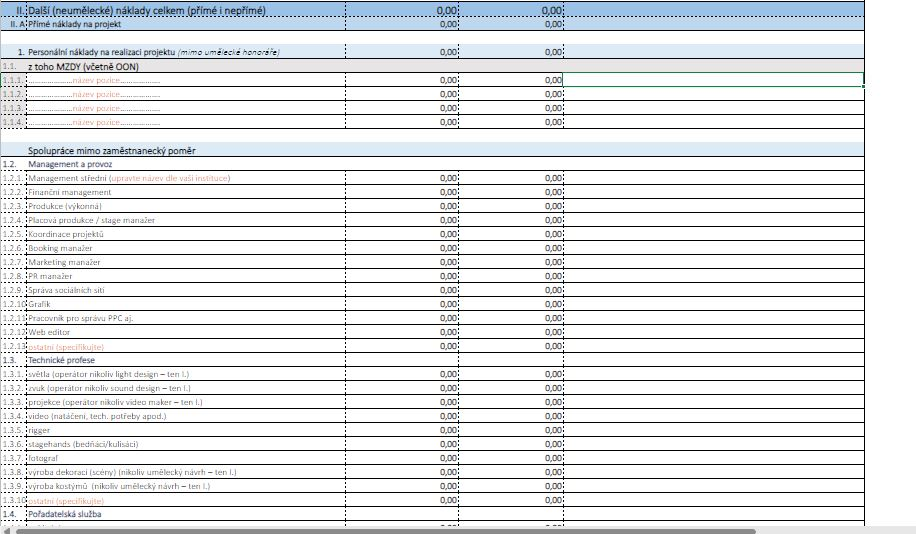 II. Další (neumělecké) náklady celkem (přímé i nepřímé) 0,00 0,00
II. A Přímé náklady na projekt 0,00 0,00
1. Personální náklady na realizaci projektu (mimo umělecké honoráře) 0,00 0,00
1.1. z toho MZDY (včetně OON)
1.1.1. ....................název pozice.................. 0,00 0,00
1.1.2. ....................název pozice.................. 0,00 0,00
1.1.3. ....................název pozice.................. 0,00 0,00
1.1.4. ....................název pozice.................. 0,00 0,00
Spolupráce mimo zaměstnanecký poměr
1.2. Management a provoz
1.2.1. Management střední (upravte název dle vaší instituce) 0,00 0,00
1.2.2. Finanční management 0,00 0,00
1.2.3. Produkce (výkonná) 0,00 0,00
1.2.4. Placová produkce / stage manažer 0,00 0,00
1.2.5. Koordinace projektů 0,00 0,00
1.2.6. Booking manažer 0,00 0,00
1.2.7. Marketing manažer 0,00 0,00
1.2.8. PR manažer 0,00 0,00
1.2.9. Správa sociálních sítí 0,00 0,00
1.2.10 Grafik 0,00 0,00
1.2.11 Pracovník pro správu PPC aj. 0,00 0,00
1.2.12 Web editor 0,00 0,00
1.2.13 ostatní (specifikujte) 0,00 0,00
1.3. Technické profese
1.3.1. světla (operátor nikoliv light design – ten I.) 0,00 0,00
1.3.2. zvuk (operátor nikoliv sound design – ten I.) 0,00 0,00
1.3.3. projekce (operátor nikoliv video maker – ten I.) 0,00 0,00
1.3.4. video (natáčení, tech. potřeby apod.) 0,00 0,00
1.3.5. rigger 0,00 0,00
1.3.6. stagehands (bedňáci/kulisáci) 0,00 0,00
1.3.7. fotograf 0,00 0,00
1.3.8. výroba dekorací (scény) (nikoliv umělecký návrh – ten I.) 0,00 0,00
1.3.9. výroba kostýmů (nikoliv umělecký návrh – ten I.) 0,00 0,00
1.3.10 ostatní (specifikujte) 0,00 0,00
1.4. Pořadatelská služba